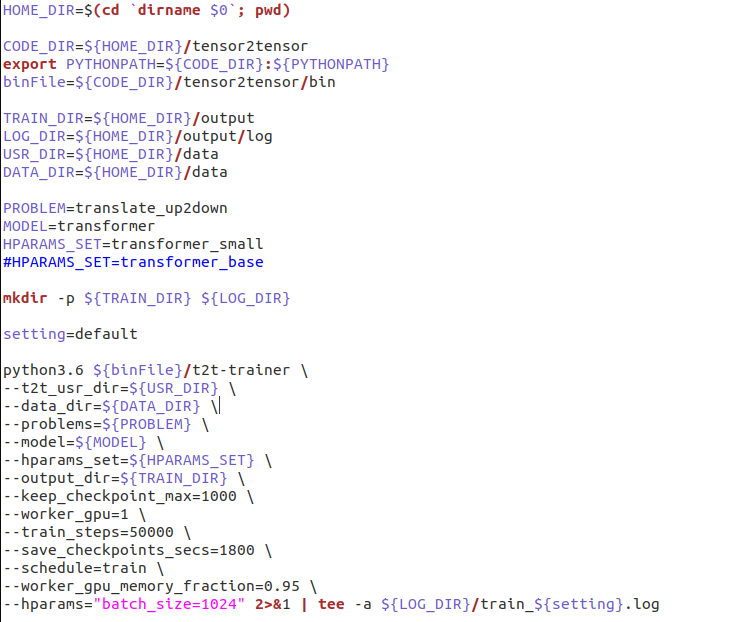 HOME_DIR=$(cd `dirname $0`; pwd)
CODE_DIR=${HOME_DIR}/tensor2tensor
export PYTHONPATH=${CODE_DIR}:${PYTHONPATH}
binFile=${CODE_DIR}/tensor2tensor/bin
TRAIN_DIR=${HOME_DIR}/output
LOG_DIR=${HOME_DIR}/output/log
USR_DIR=${HOME_DIR}/data
DATA_DIR=${HOME_DIR}/data
PROBLEM=translate_up2down
MODEL=transformer
HPARAMS_SET=transformer_small
#HPARAMS_SET=transformer_base
mkdir -p ${TRAIN_DIR} ${LOG_DIR}
setting=default
python3.6 ${binFile}/t2t-trainer \
--t2t_usr_dir=${USR_DIR} \
--data_dir=${DATA_DIR} \
--problems=${PROBLEM} \
--model=${MODEL} \
--hparams_set=${HPARAMS_SET} \
--output_dir=${TRAIN_DIR} \
--keep_checkpoint_max=1000 \
--worker_gpu=1 \
--train_steps=50000 \
--save_checkpoints_secs=1800 \
--schedule=train \
--worker_gpu_memory_fraction=0.95 \
--hparams="batch_size=1024" 2>&1 | tee -a ${LOG_DIR}/train_${setting}.log